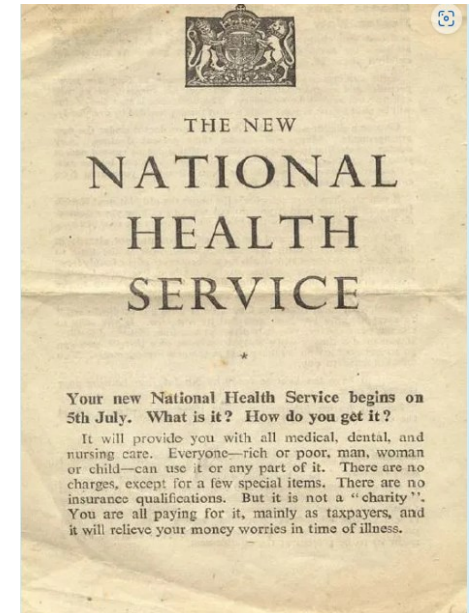 THE NEW
NATIONAL
HEALTH
SERVICE
*
Your new National Health Service begins on
5th July. What is it? How do you get it?
It will provide you with all medical, dental, and
nursing care. Everyone—rich or poor, man, woman
or child—can use it or any part of it. There are no
charges, except for a few special items. There are no
insurance qualifications. But it is not a “charity”.
You are all paying for it, mainly as taxpayers, and
it will relieve your money worries in time of illness.